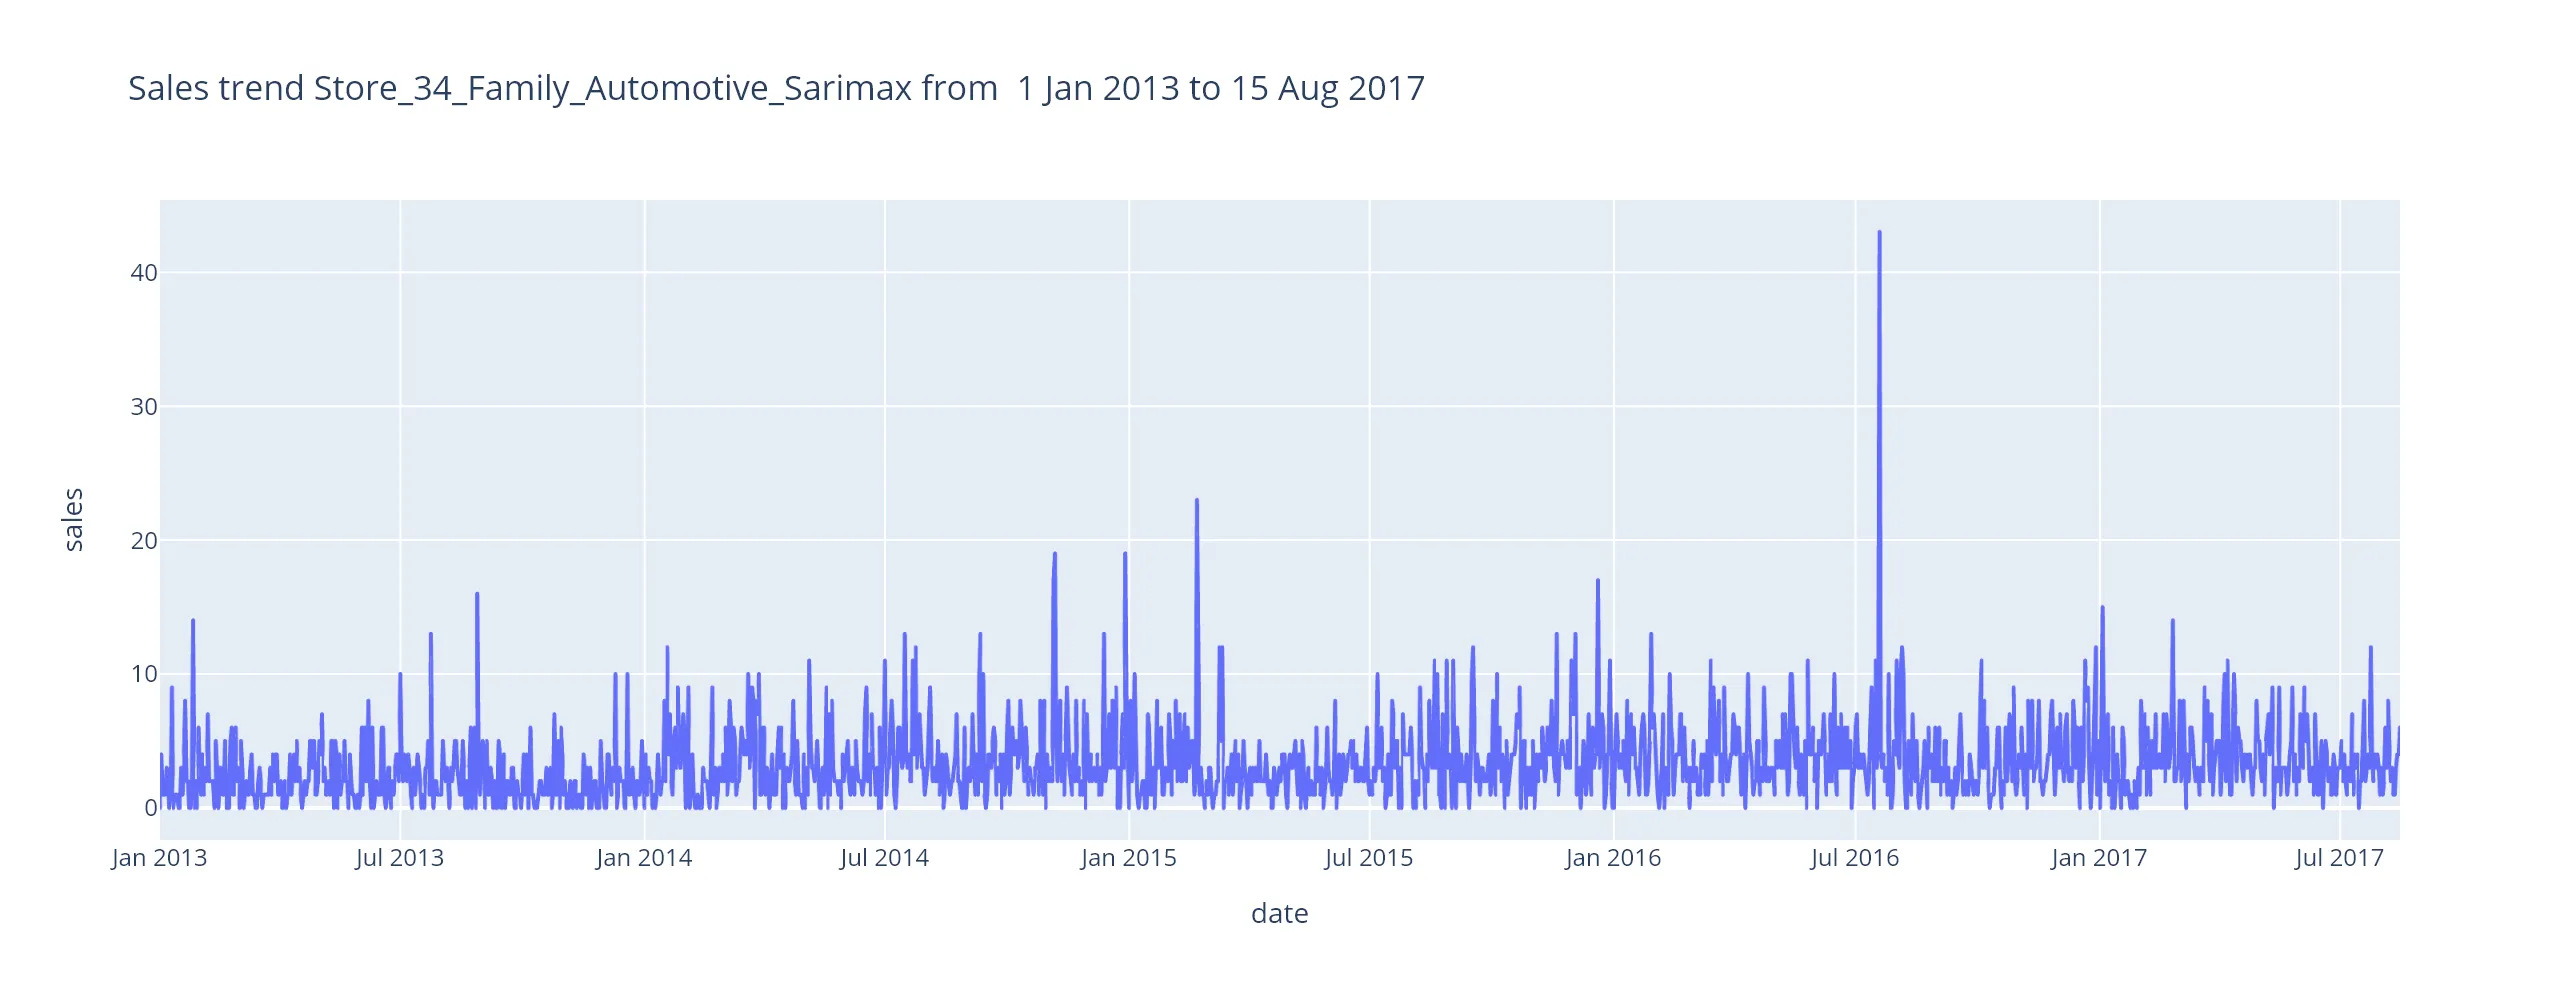 Sales trend Store_34_Family_Automotive_Sarimax from  1 Jan 2013 to 15 Aug 2017
40
30
20
10
0
sales
Jan 2013 Jul 2013 Jan 2014 Jul 2014 Jan 2015 Jul 2015 Jan 2016 Jul 2016 Jan 2017 Jul 2017
date